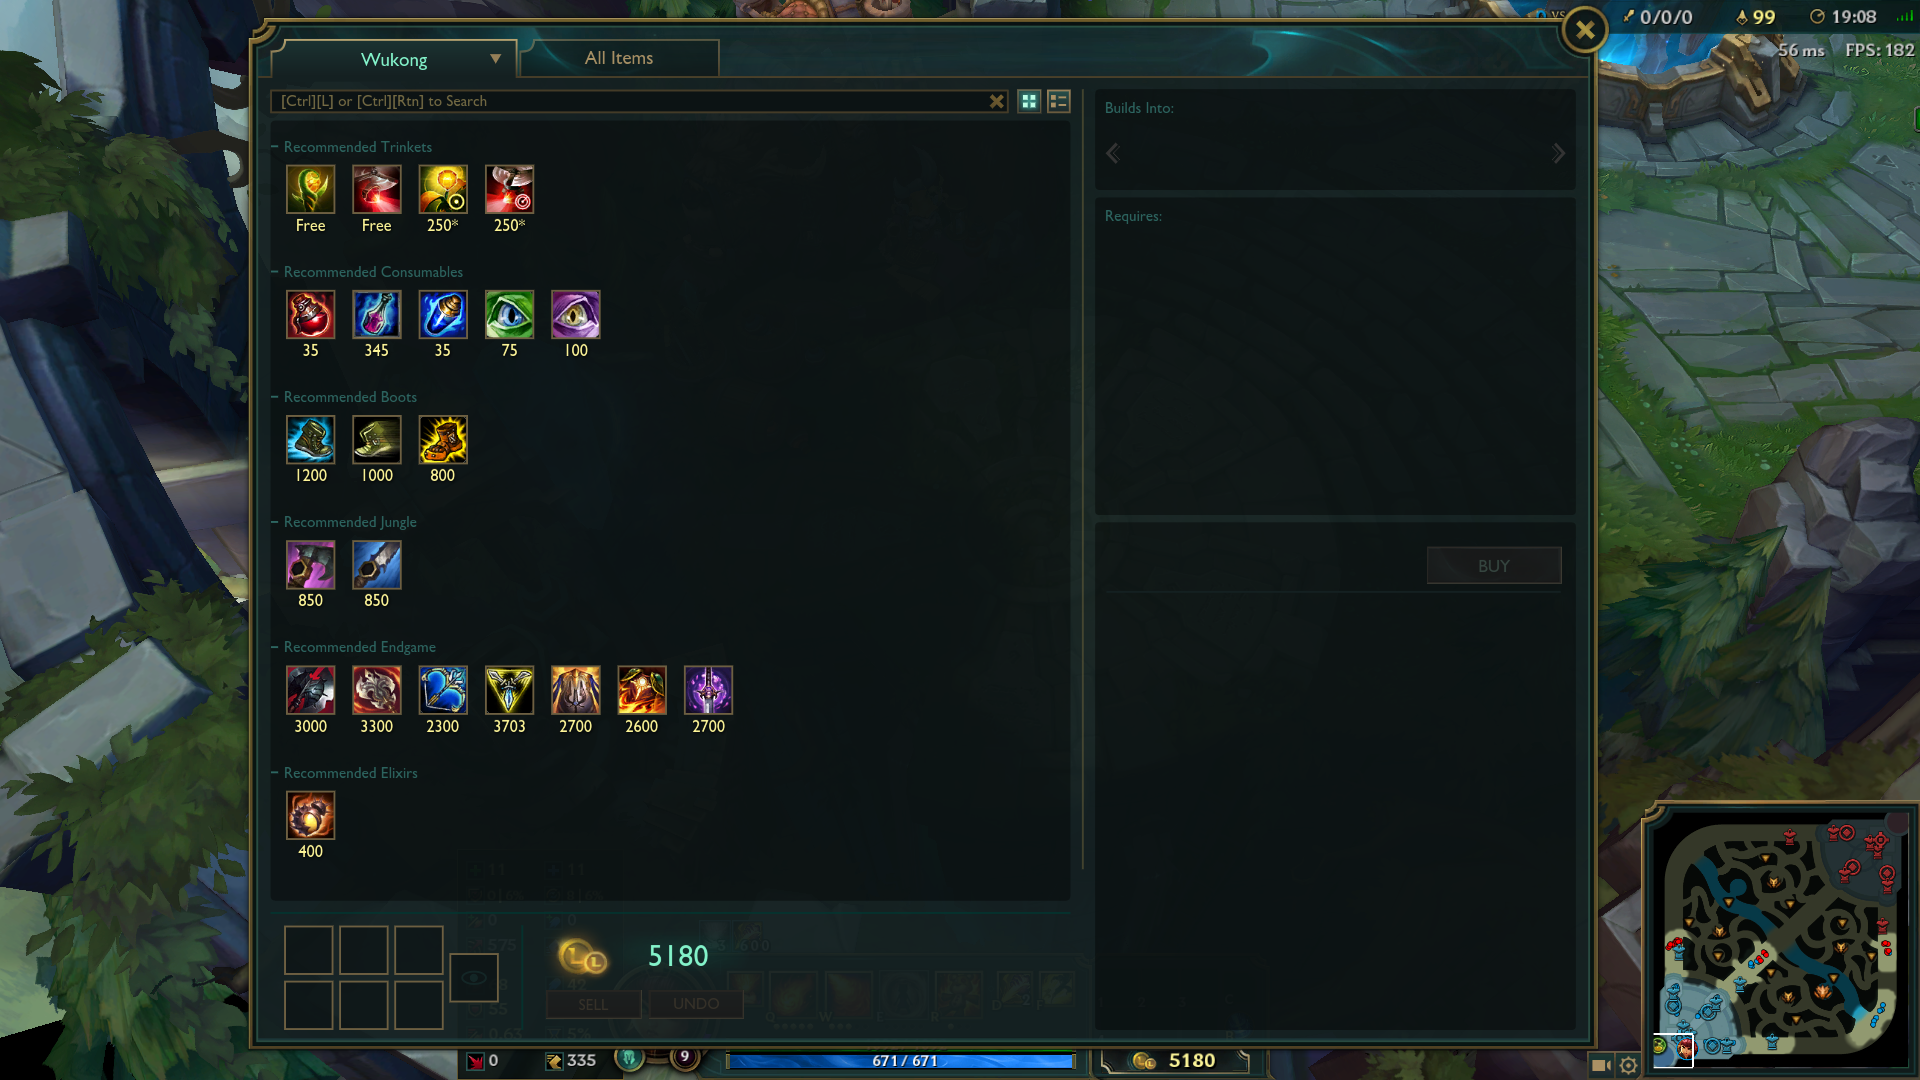 VS
0/0/0
99
19:08
56 ms FPS: 182
Wukong
All Items
[Ctrl][L] or [Ctrl][Rtn] to Search
Recommended Trinkets
Free Free 250* 250*
Recommended Consumables
35 345 35 75 100
Recommended Boots
1200 1000 800
Recommended Jungle
850 850
Recommended Endgame
3000 3300 2300 3703 2700 2600 2700
Recommended Elixirs
400
Builds Into:
Requires:
BUY
5180
SELL UNDO
0 335 9 671 / 671 5180